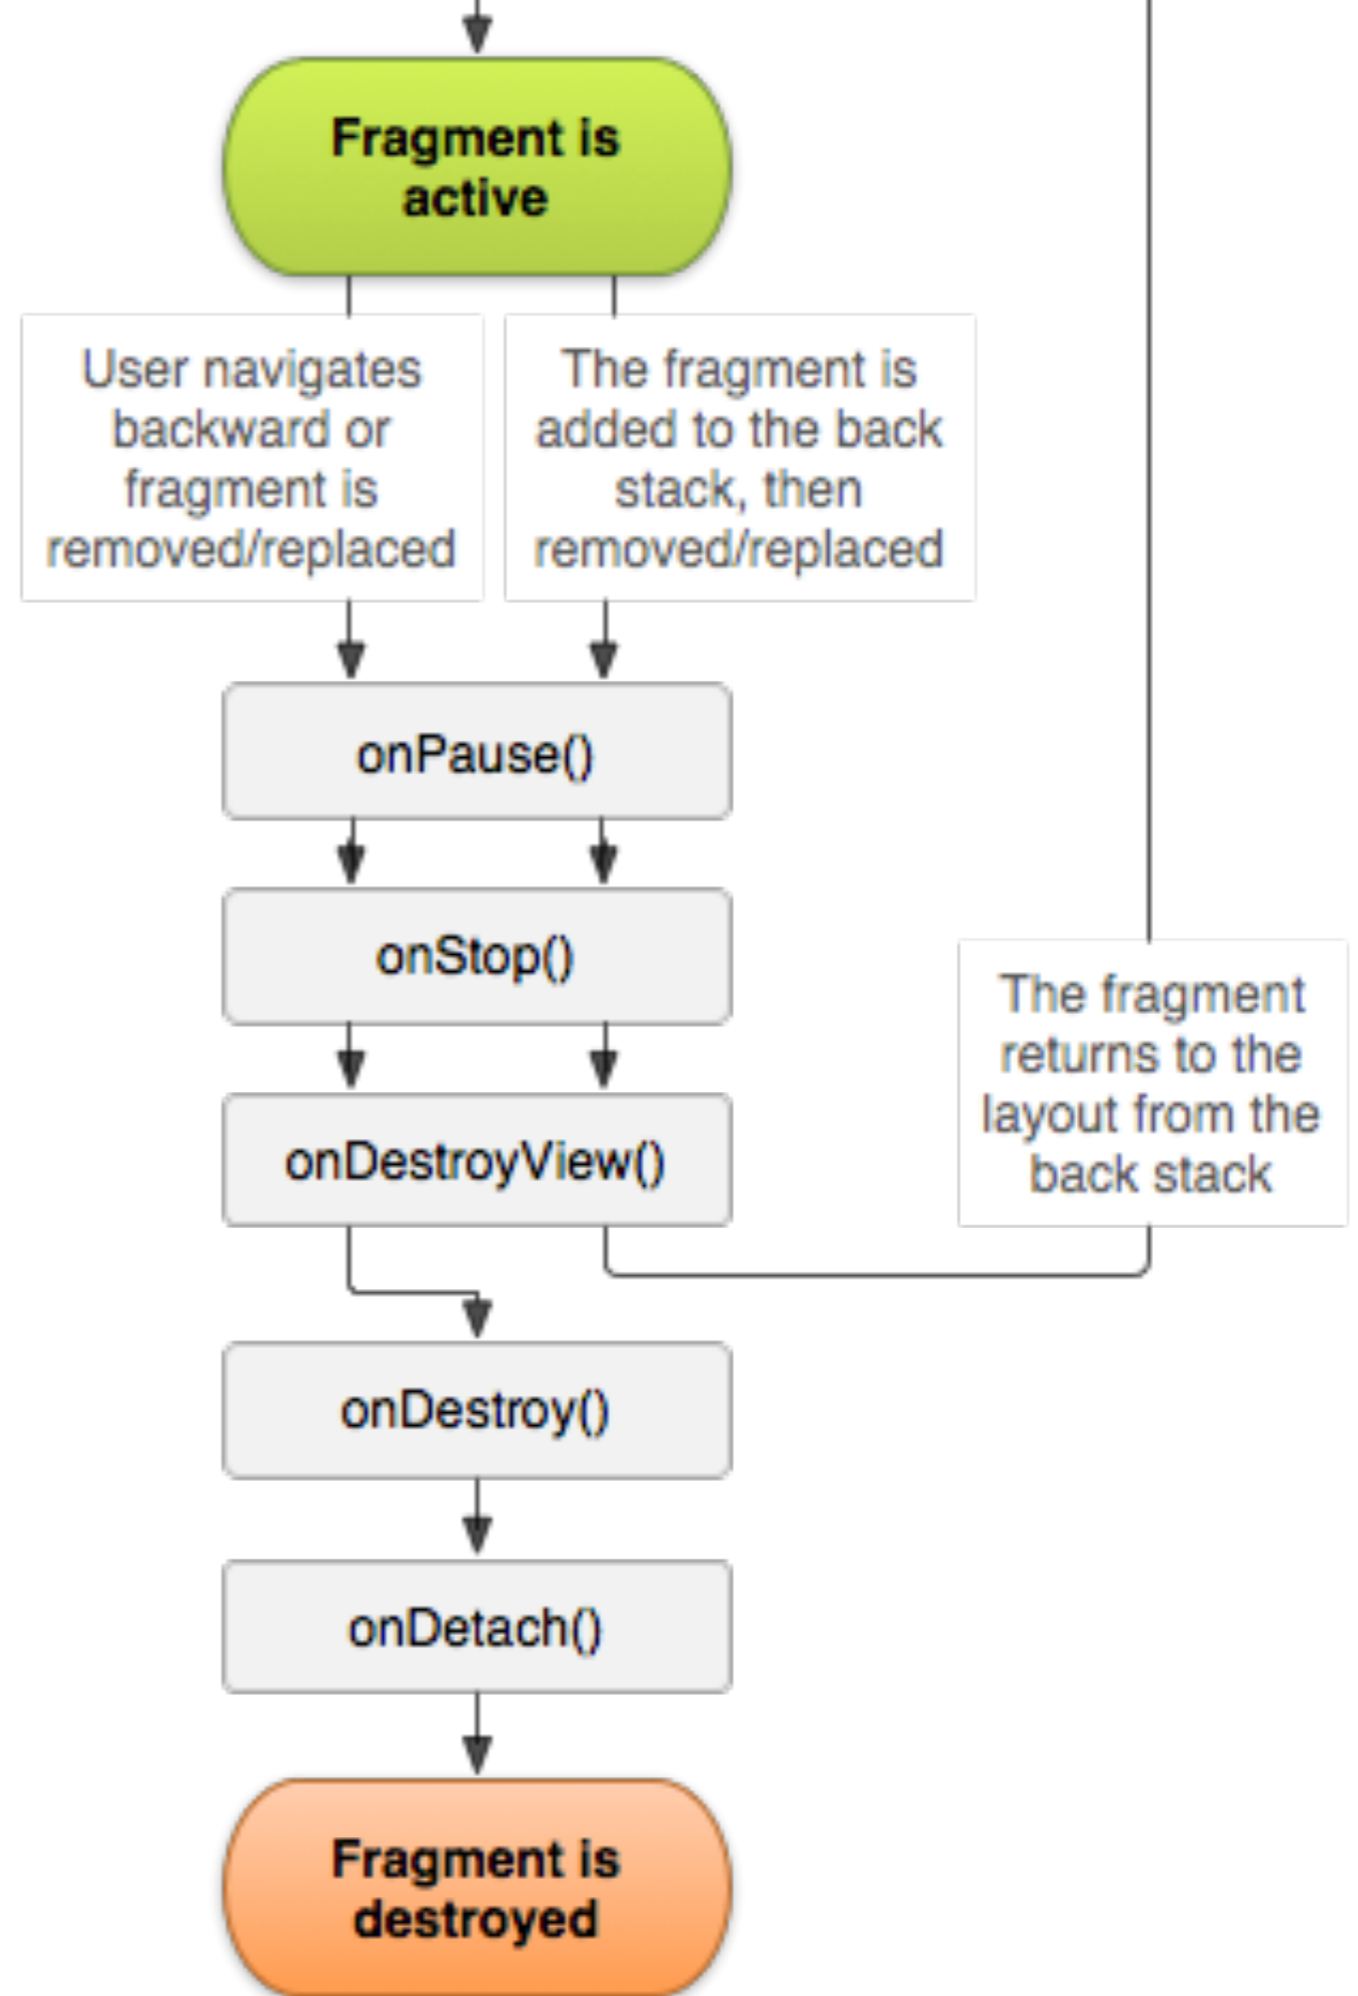 Fragment is
active
User navigates
backward or
fragment is
removed/replaced
The fragment is
added to the back
stack, then
removed/replaced
onPause()
onStop()
The fragment
returns to the
layout from the
back stack
onDestroyView()
onDestroy()
onDetach()
Fragment is
destroyed